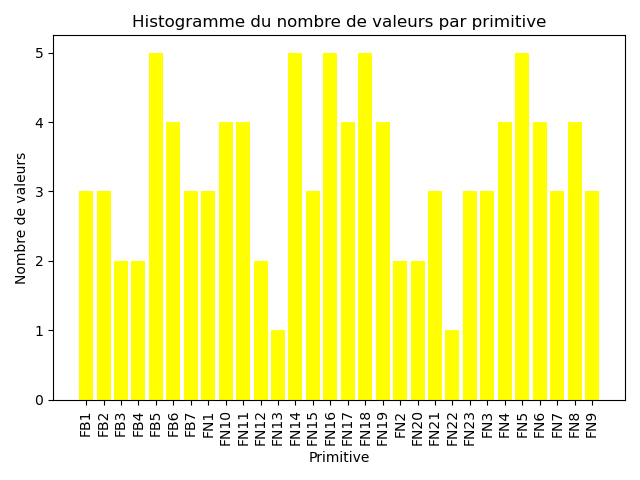 Histogramme du nombre de valeurs par primitive
Nombre de valeurs
5
4
3
2
1
0
FB1 FB2 FB3 FB4 FB5 FB6 FB7 FN1 FN10 FN11 FN12 FN13 FN14 FN15 FN16 FN17 FN18 FN19 FN2 FN20 FN21 FN22 FN23 FN3 FN4 FN5 FN6 FN7 FN8 FN9
Primitive